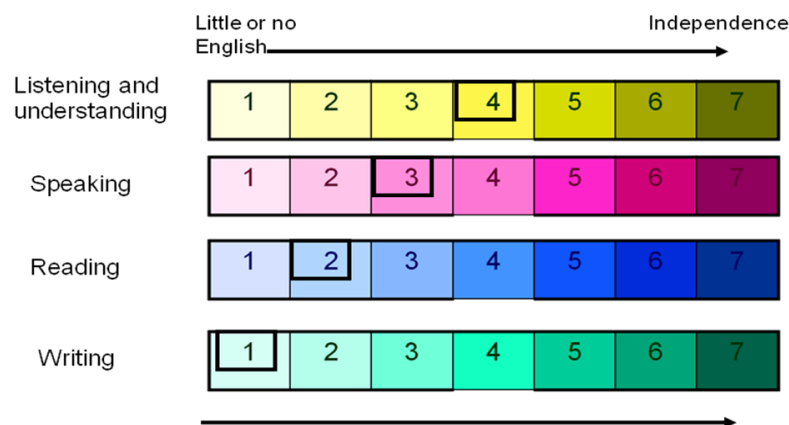 Little or no
English
Independence
Listening and
understanding
1 2 3 4 5 6 7
Speaking
1 2 3 4 5 6 7
Reading
1 2 3 4 5 6 7
Writing
1 2 3 4 5 6 7